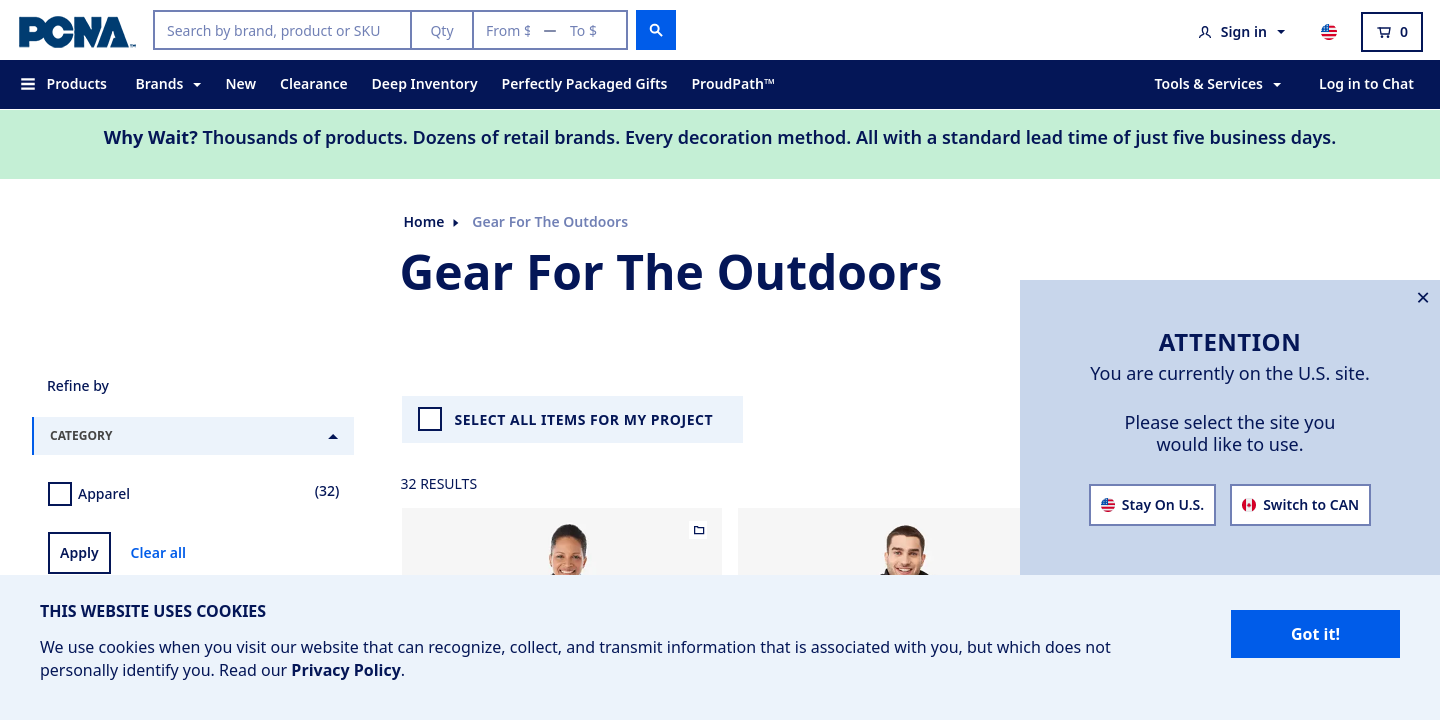 PCNA™
Search by brand, product or SKU
Qty
From $ — To $
Sign in
0
Products
Brands
New
Clearance
Deep Inventory
Perfectly Packaged Gifts
ProudPath™
Tools & Services
Log in to Chat
Why Wait? Thousands of products. Dozens of retail brands. Every decoration method. All with a standard lead time of just five business days.
Home
Gear For The Outdoors
Gear For The Outdoors
ATTENTION
You are currently on the U.S. site.
Please select the site you
would like to use.
Stay On U.S.
Switch to CAN
Refine by
CATEGORY
Apparel
(32)
Apply
Clear all
SELECT ALL ITEMS FOR MY PROJECT
32 RESULTS
THIS WEBSITE USES COOKIES
We use cookies when you visit our website that can recognize, collect, and transmit information that is associated with you, but which does not
personally identify you. Read our Privacy Policy.
Got it!